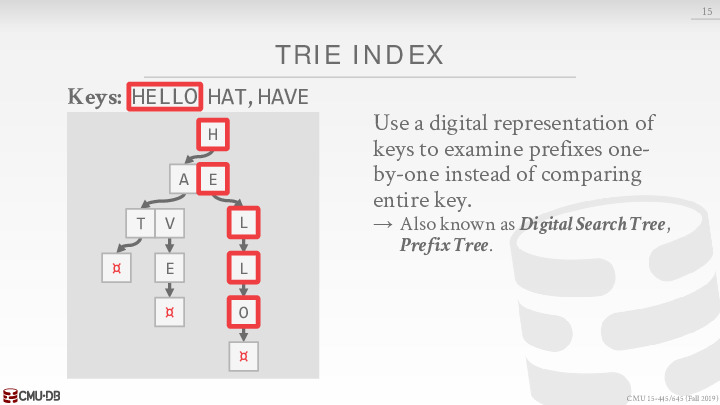 15
TRIE INDEX
Keys: HELLO HAT, HAVE
H
A E
T V L
¤ E L
¤ O
¤
Use a digital representation of
keys to examine prefixes one-
by-one instead of comparing
entire key.
→ Also known as Digital Search Tree,
Prefix Tree.
CMU·DB
CMU 15-445/645 (Fall 2019)